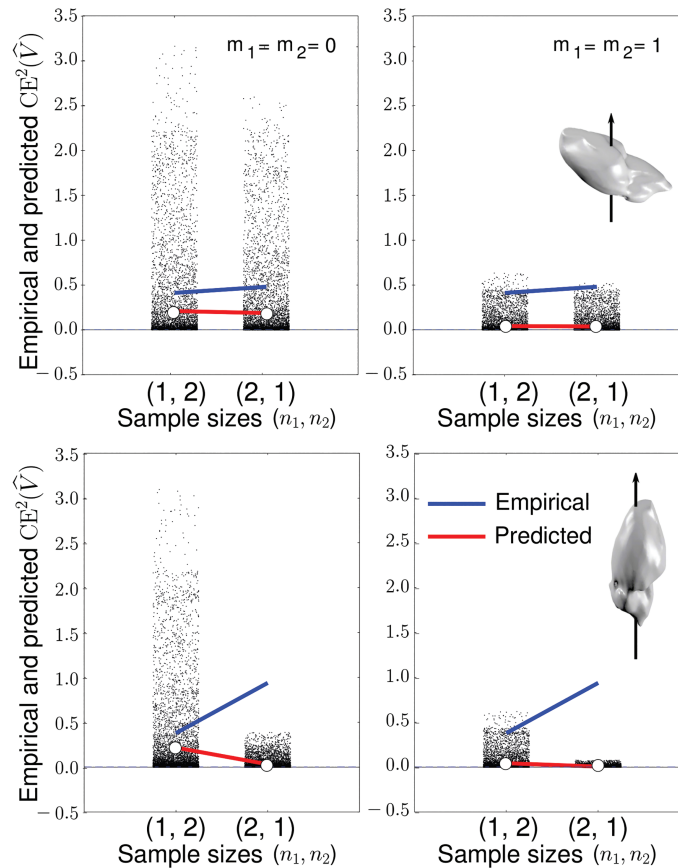 Empirical and predicted CE²(V̂)
3.5
3.0
2.5
2.0
1.5
1.0
0.5
0.0
−0.5
m₁= m₂= 0
(1, 2) (2, 1)
Sample sizes (n₁, n₂)
3.5
3.0
2.5
2.0
1.5
1.0
0.5
0.0
−0.5
m₁= m₂= 1
(1, 2) (2, 1)
Sample sizes (n₁, n₂)
Empirical and predicted CE²(V̂)
3.5
3.0
2.5
2.0
1.5
1.0
0.5
0.0
−0.5
(1, 2) (2, 1)
Sample sizes (n₁, n₂)
3.5
3.0
2.5
2.0
1.5
1.0
0.5
0.0
−0.5
Empirical
Predicted
(1, 2) (2, 1)
Sample sizes (n₁, n₂)